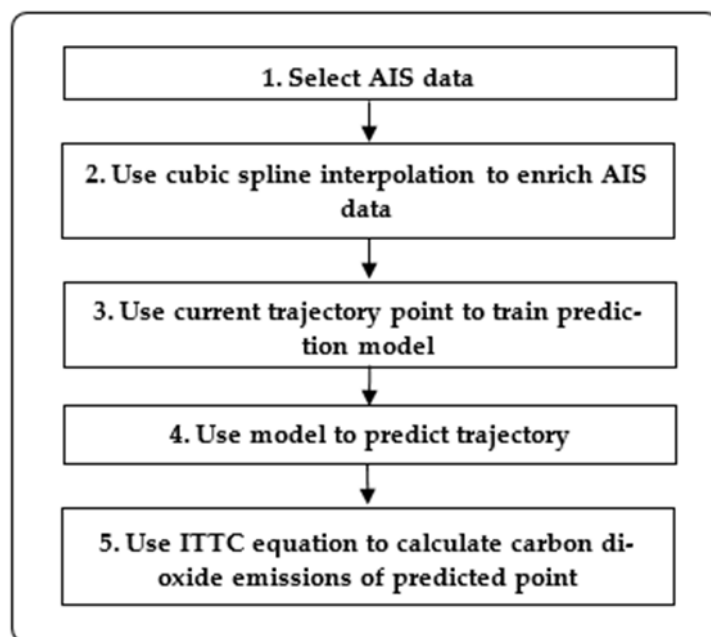 1. Select AIS data
2. Use cubic spline interpolation to enrich AIS
data
3. Use current trajectory point to train predic-
tion model
4. Use model to predict trajectory
5. Use ITTC equation to calculate carbon di-
oxide emissions of predicted point